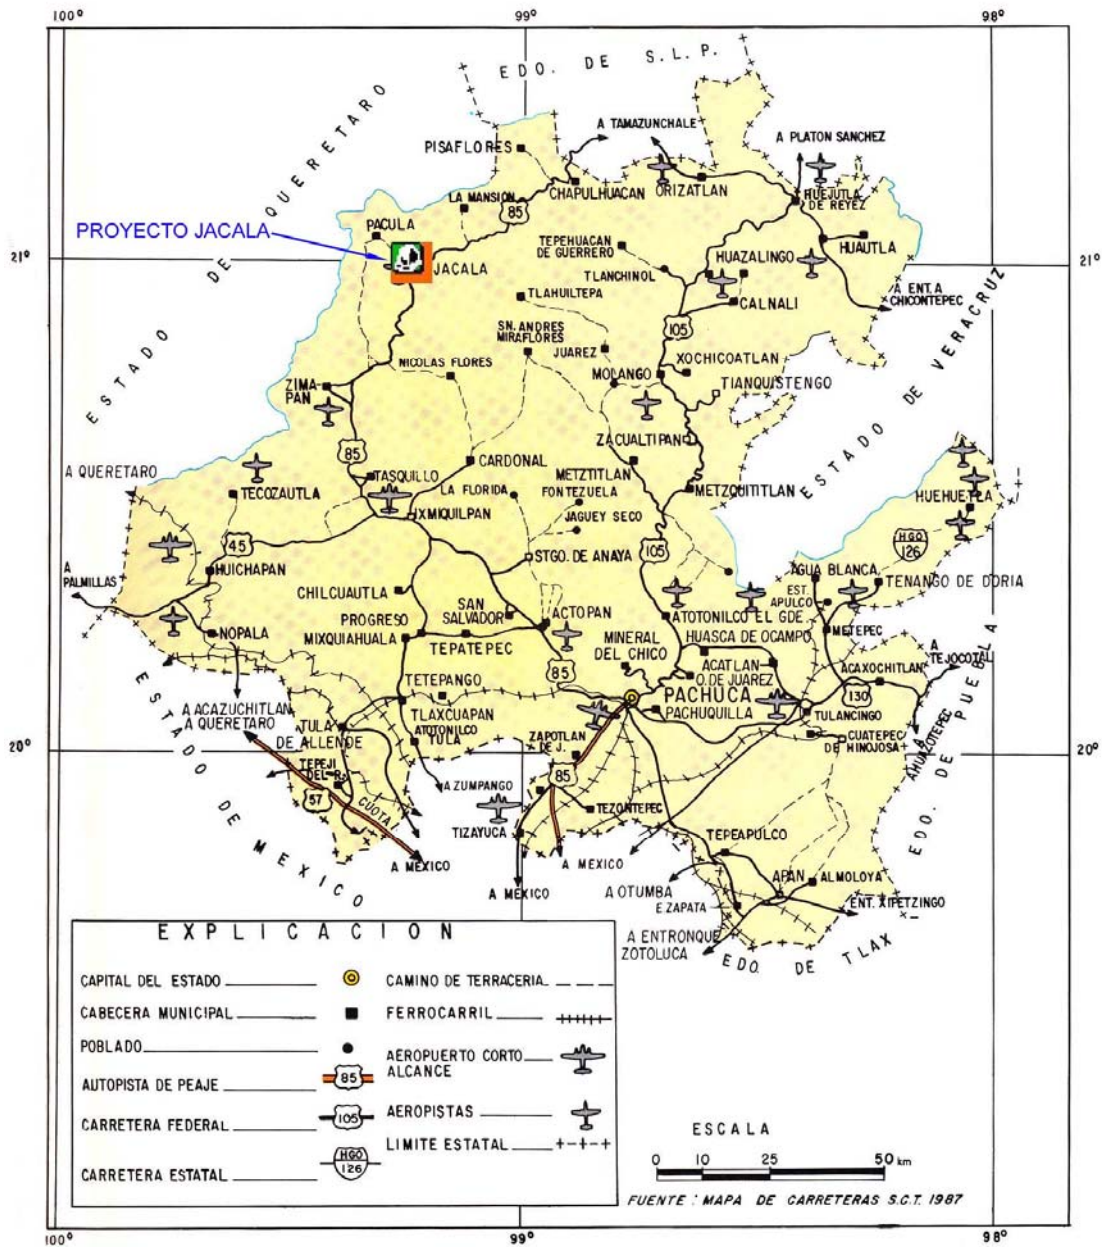 100°
99°
98°
EDO. DE S.L.P.
ESTADO DE QUERETARO
A TAMAZUNCHALE
A PLATON SANCHEZ
PISAFLORES
ORIZATLAN
CHAPULHUACAN
LA MANSION
85
HUEJUTLA
DE REYEZ
PROYECTO JACALA
PACULA
TEPEHUACAN
DE GUERRERO
HUAUTLA
HUAZALINGO
21°
21°
JACALA
TLANCHINOL
A ENT. A
CHICONTEPEC
TLAHUILTEPA
CALNALI
105
SN. ANDRES
MIRAFLORES
JUAREZ
XOCHICOATLAN
NICOLAS FLORES
MOLANGO
TIANQUISTENGO
ZIMA-
PAN
ESTADO DE VERACRUZ
ZACUALTIPAN
85
CARDONAL
A QUERETARO
TASQUILLO
METZTITLAN
TECOZAUTLA
LA FLORIDA
FONTEZUELA
METZQUITITLAN
HUEHUETLA
IXMIQUILPAN
JAGUEY SECO
45
105
HGO
126
STGO. DE ANAYA
HUICHAPAN
A
PALMILLAS
AGUA BLANCA
TENANGO DE DORIA
CHILCUAUTLA
EST.
APULCO
SAN
SALVADOR
ACTOPAN
ATOTONILCO EL GDE
PROGRESO
METEPEC
NOPALA
MIXQUIAHUALA
HUASCA DE OCAMPO
TEPATEPEC
MINERAL
DEL CHICO
A
TEJOCOTAL
ACATLAN
ACAXOCHITLAN
O. DE JUAREZ
85
TETEPANGO
PACHUCA
130
A ACAZUCHITLAN
PACHUQUILLA
TLAXCUAPAN
TULANCINGO
A QUERETARO
TULA
DE ALLENDE
ATOTONILCO
TULA
ZAPOTLAN
DE J.
CUATEPEC
DE HINOJOSA
A AHUAZOTEPEC
20°
20°
TEPEJI
DEL R.
A ZUMPANGO
85
57
CUOTA
TEZONTEPEC
EDO. DE PUEBLA
ESTADO DE MEXICO
TIZAYUCA
TEPEAPULCO
A MEXICO
A MEXICO
A MEXICO
APAN
ALMOLOYA
A OTUMBA
E. ZAPATA
ENT. XIPETZINGO
A ENTRONQUE
ZOTOLUCA
EDO. DE TLAX
EXPLICACION
CAPITAL DEL ESTADO
CABECERA MUNICIPAL
POBLADO
AUTOPISTA DE PEAJE
85
CARRETERA FEDERAL
105
CARRETERA ESTATAL
HGO
126
CAMINO DE TERRACERIA
FERROCARRIL
AEROPUERTO CORTO
ALCANCE
AEROPISTAS
LIMITE ESTATAL
ESCALA
0 10 25 50 km
FUENTE : MAPA DE CARRETERAS S.C.T. 1987
100°
99°
98°